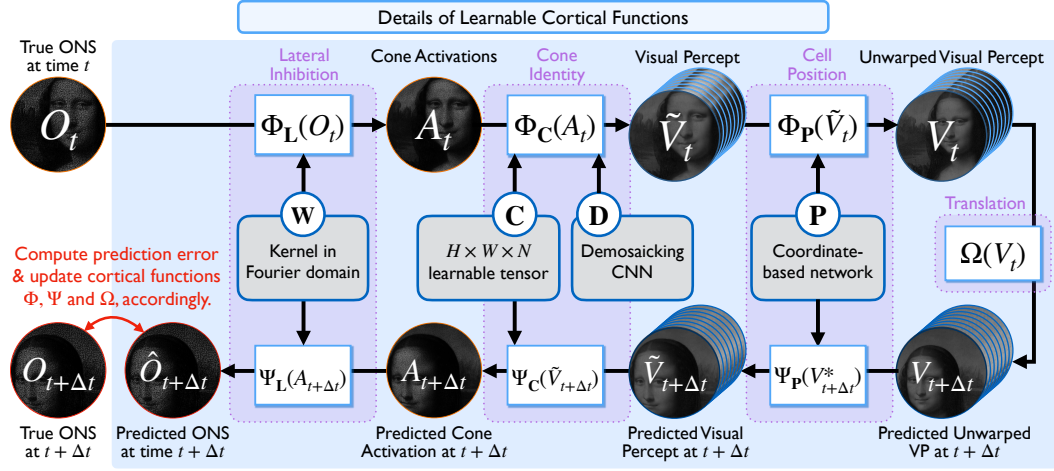 Details of Learnable Cortical Functions
True ONS
at time t
Lateral
Inhibition
Cone Activations
Cone
Identity
Visual Percept
Cell
Position
Unwarped Visual Percept
O_t
Φ_L(O_t)
A_t
Φ_C(A_t)
Ṽ_t
Φ_P(Ṽ_t)
V_t
W
C
D
P
Translation
Kernel in
Fourier domain
H × W × N
learnable tensor
Demosaicking
CNN
Coordinate-
based network
Ω(V_t)
Compute prediction error
& update cortical functions
Φ, Ψ and Ω, accordingly.
O_{t+Δt}
Ô_{t+Δt}
Ψ_L(A_{t+Δt})
A_{t+Δt}
Ψ_C(Ṽ_{t+Δt})
Ṽ_{t+Δt}
Ψ_P(V*_{t+Δt})
V_{t+Δt}
True ONS
at t + Δt
Predicted ONS
at time t + Δt
Predicted Cone
Activation at t + Δt
Predicted Visual
Percept at t + Δt
Predicted Unwarped
VP at t + Δt